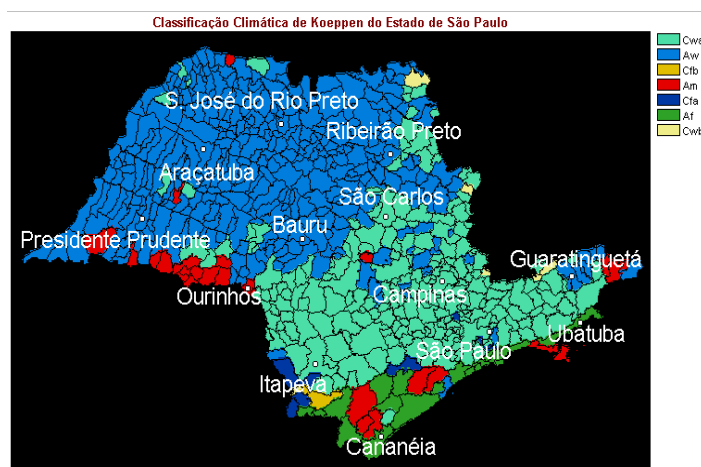 Classificação Climática de Koeppen do Estado de São Paulo
Cwa
Aw
Cfb
Am
Cfa
Af
Cwb
S. José do Rio Preto
Ribeirão Preto
Araçatuba
São Carlos
Presidente Prudente
Bauru
Guaratinguetá
Ourinhos
Campinas
Ubatuba
São Paulo
Itapeva
Cananéia